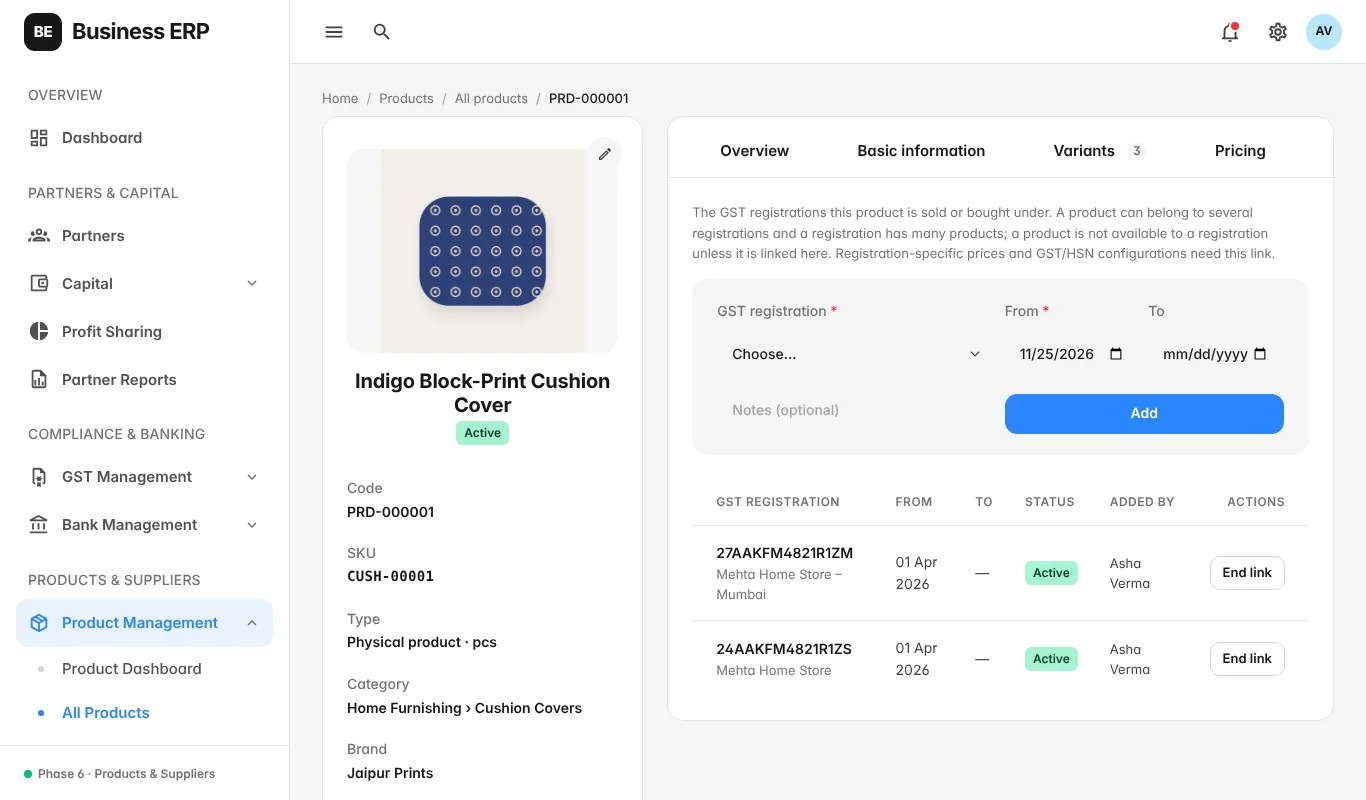 BE Business ERP
AV
OVERVIEW
Dashboard
PARTNERS & CAPITAL
Partners
Capital
Profit Sharing
Partner Reports
COMPLIANCE & BANKING
GST Management
Bank Management
PRODUCTS & SUPPLIERS
Product Management
Product Dashboard
All Products
Phase 6 · Products & Suppliers
Home / Products / All products / PRD-000001
Indigo Block-Print Cushion
Cover
Active
Code
PRD-000001
SKU
CUSH-00001
Type
Physical product · pcs
Category
Home Furnishing › Cushion Covers
Brand
Jaipur Prints
Overview Basic information Variants 3 Pricing
The GST registrations this product is sold or bought under. A product can belong to several
registrations and a registration has many products; a product is not available to a registration
unless it is linked here. Registration-specific prices and GST/HSN configurations need this link.
GST registration * From * To
Choose... 11/25/2026 mm/dd/yyyy
Notes (optional) Add
GST REGISTRATION FROM TO STATUS ADDED BY ACTIONS
27AAKFM4821R1ZM
Mehta Home Store –
Mumbai
01 Apr
2026
—
Active
Asha
Verma
End link
24AAKFM4821R1ZS
Mehta Home Store
01 Apr
2026
—
Active
Asha
Verma
End link